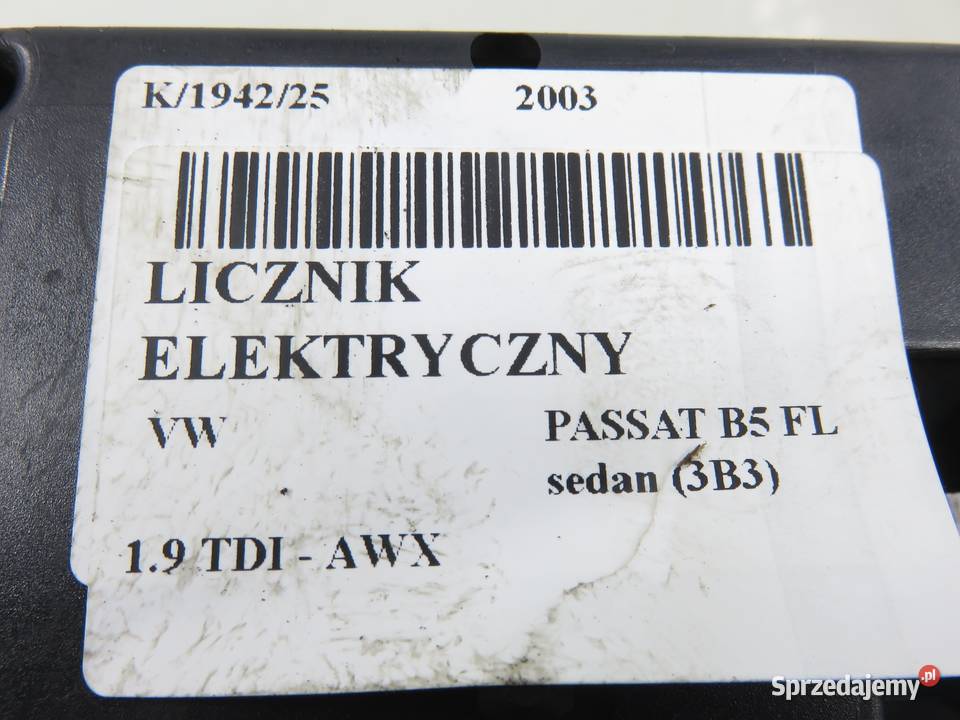 K/1942/25 2003
LICZNIK
ELEKTRYCZNY
VW PASSAT B5 FL
sedan (3B3)
1.9 TDI - AWX
Sprzedajemy.pl